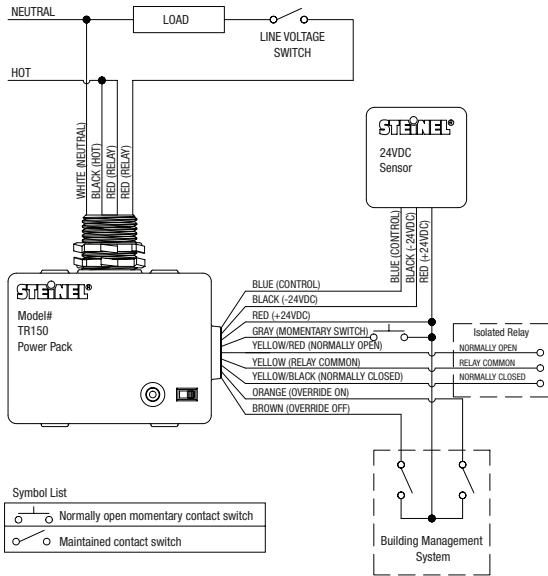 NEUTRAL
LOAD
LINE VOLTAGE
SWITCH
HOT
WHITE (NEUTRAL)
BLACK (HOT)
RED (RELAY)
RED (RELAY)
STEINEL®
24VDC
Sensor
BLUE (CONTROL)
BLACK (-24VDC)
RED (+24VDC)
STEINEL®
Model#
TR150
Power Pack
BLUE (CONTROL)
BLACK (-24VDC)
RED (+24VDC)
GRAY (MOMENTARY SWITCH)
YELLOW/RED (NORMALLY OPEN)
YELLOW (RELAY COMMON)
YELLOW/BLACK (NORMALLY CLOSED)
ORANGE (OVERRIDE ON)
BROWN (OVERRIDE OFF)
Isolated Relay
NORMALLY OPEN
RELAY COMMON
NORMALLY CLOSED
Building Management
System
Symbol List
Normally open momentary contact switch
Maintained contact switch